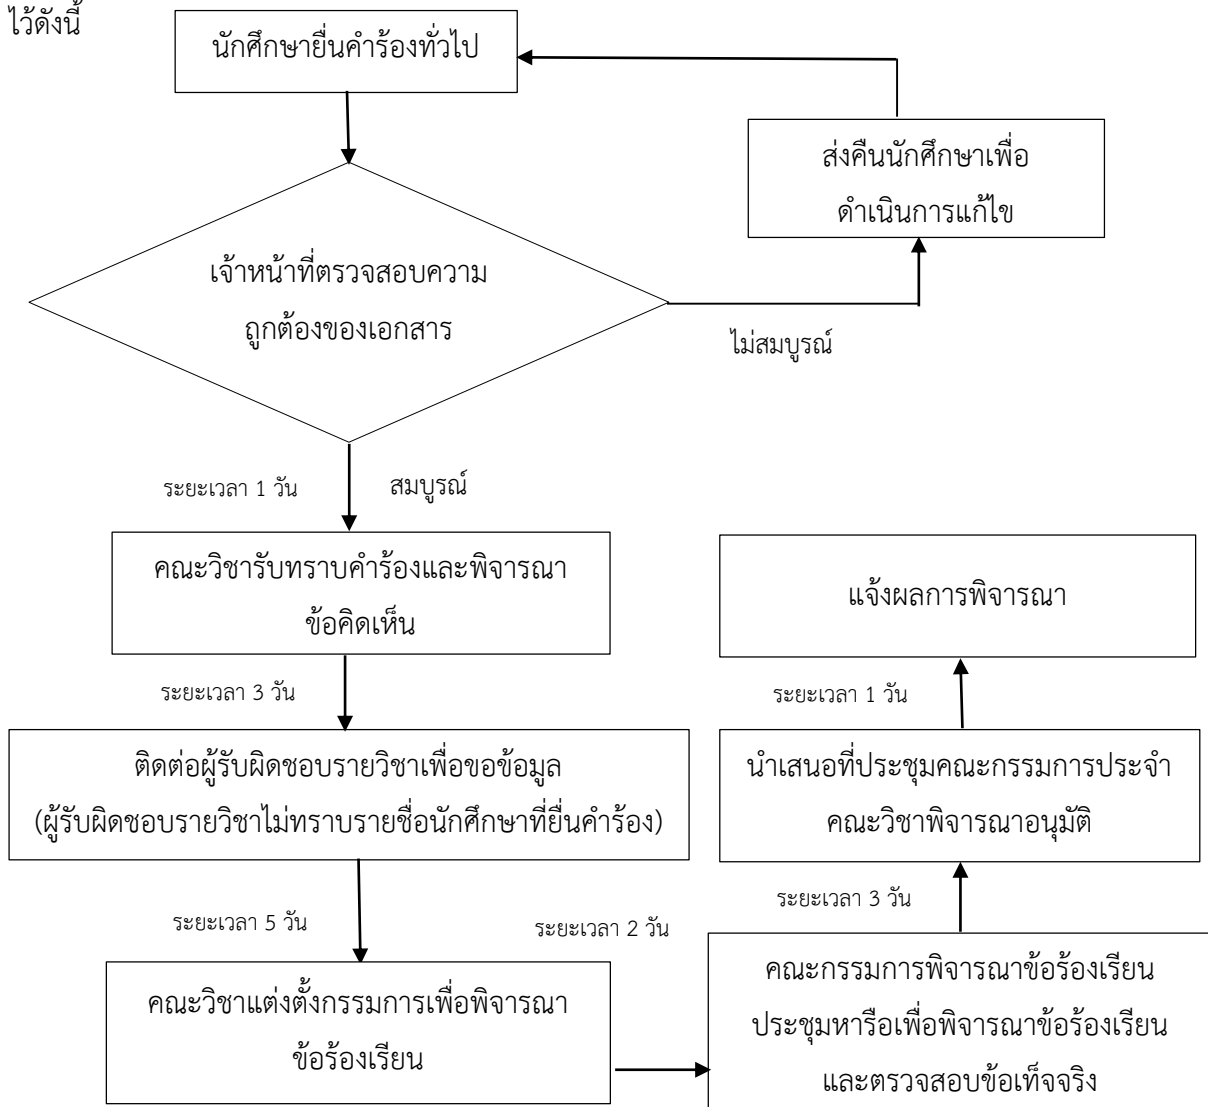 ไว้ดังนี้
นักศึกษายื่นคำร้องทั่วไป
ส่งคืนนักศึกษาเพื่อ
ดำเนินการแก้ไข
เจ้าหน้าที่ตรวจสอบความ
ถูกต้องของเอกสาร
ไม่สมบูรณ์
ระยะเวลา 1 วัน
สมบูรณ์
คณะวิชารับทราบคำร้องและพิจารณา
ข้อคิดเห็น
ระยะเวลา 3 วัน
ติดต่อผู้รับผิดชอบรายวิชาเพื่อขอข้อมูล
(ผู้รับผิดชอบรายวิชาไม่ทราบรายชื่อนักศึกษาที่ยื่นคำร้อง)
ระยะเวลา 5 วัน
คณะวิชาแต่งตั้งกรรมการเพื่อพิจารณา
ข้อร้องเรียน
ระยะเวลา 2 วัน
คณะกรรมการพิจารณาข้อร้องเรียน
ประชุมหารือเพื่อพิจารณาข้อร้องเรียน
และตรวจสอบข้อเท็จจริง
ระยะเวลา 3 วัน
นำเสนอที่ประชุมคณะกรรมการประจำ
คณะวิชาพิจารณาอนุมัติ
ระยะเวลา 1 วัน
แจ้งผลการพิจารณา